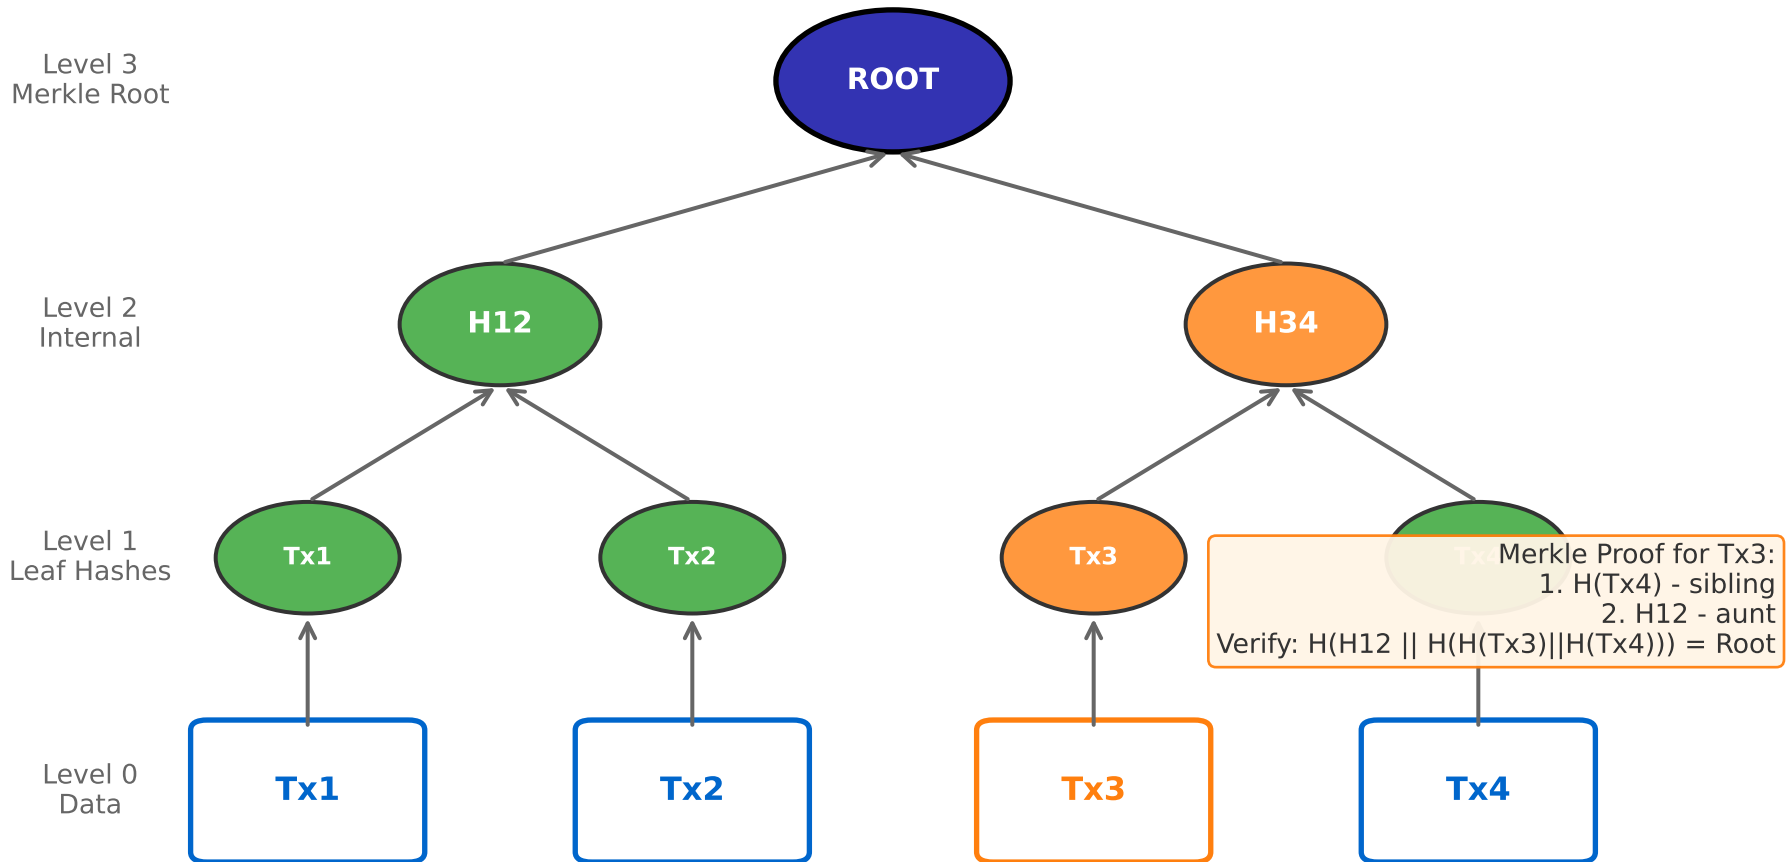 Level 3
Merkle Root
ROOT
Level 2
Internal
H12
H34
Level 1
Leaf Hashes
Tx1
Tx2
Tx3
Tx4
Merkle Proof for Tx3:
1. H(Tx4) - sibling
2. H12 - aunt
Verify: H(H12 || H(H(Tx3)||H(Tx4))) = Root
Level 0
Data
Tx1
Tx2
Tx3
Tx4